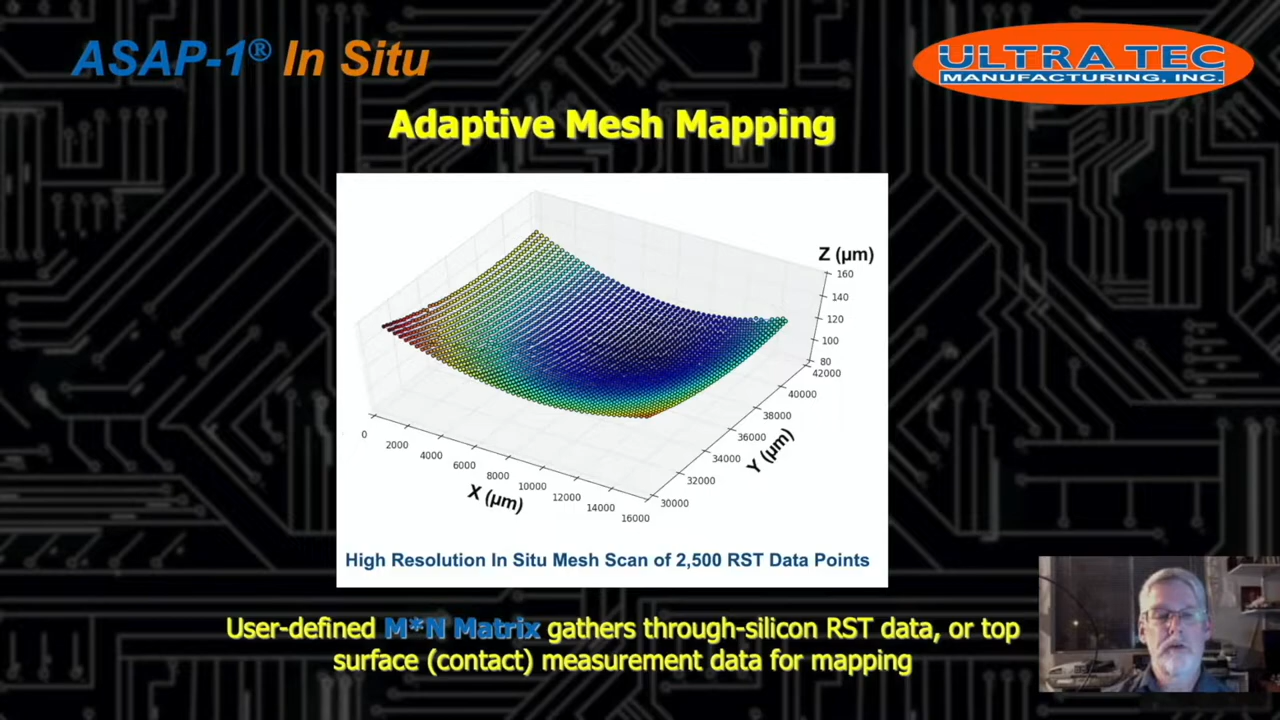 ASAP-1® In Situ
ULTRA TEC
MANUFACTURING, INC.
Adaptive Mesh Mapping
Z (µm)
160
140
120
100
80
42000
40000
38000
36000
34000
32000
30000
Y (µm)
0
2000
4000
6000
8000
10000
12000
14000
16000
X (µm)
High Resolution In Situ Mesh Scan of 2,500 RST Data Points
User-defined M*N Matrix gathers through-silicon RST data, or top
surface (contact) measurement data for mapping